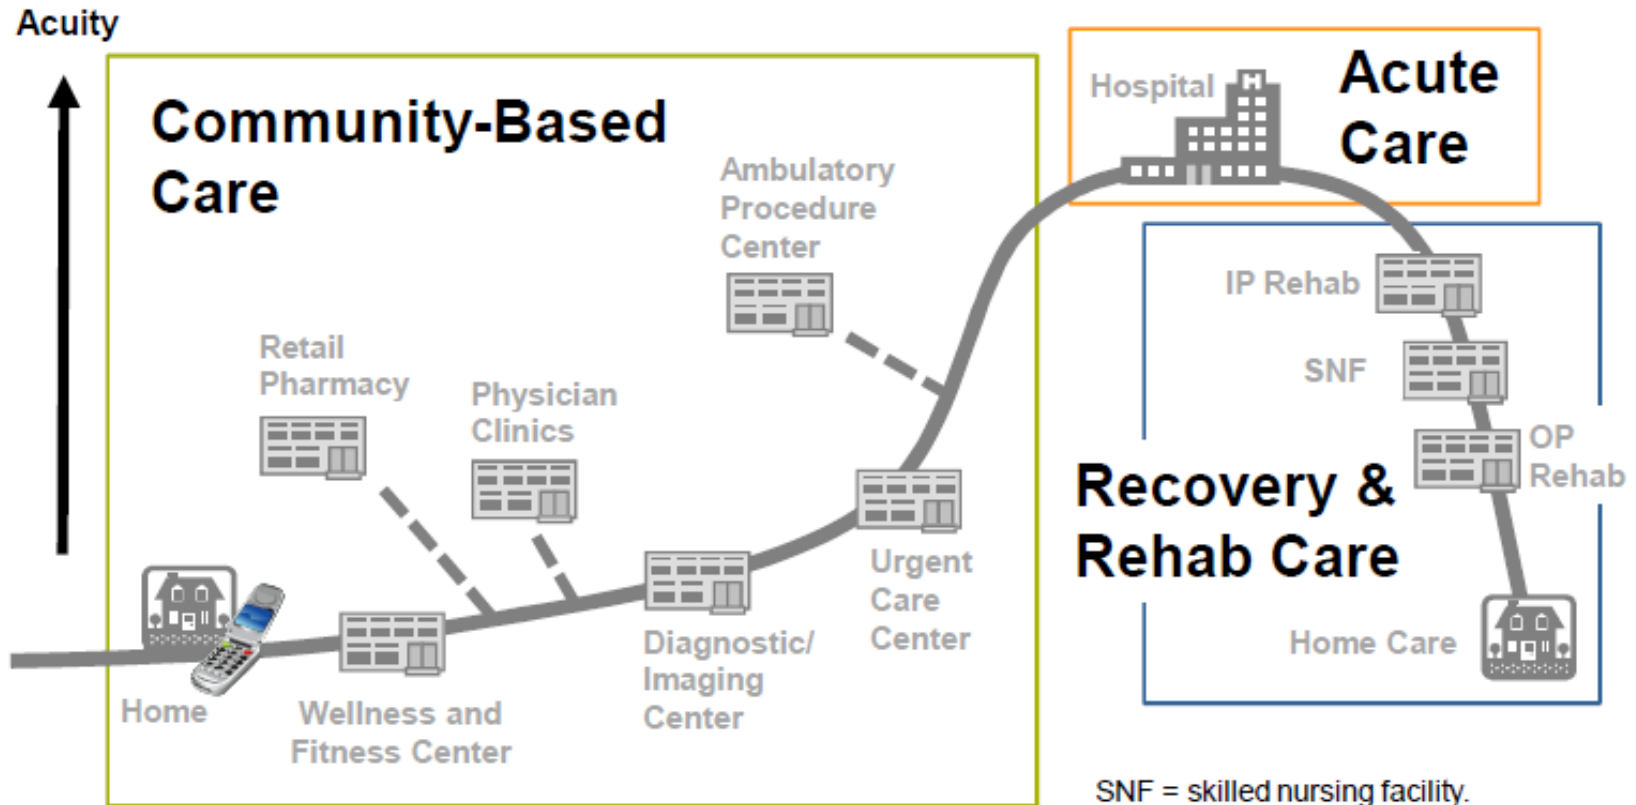 Acuity
Community-Based
Care
Hospital
Acute
Care
Ambulatory
Procedure
Center
Retail
Pharmacy
Physician
Clinics
Urgent
Care
Center
Diagnostic/
Imaging
Center
Home
Wellness and
Fitness Center
IP Rehab
SNF
OP
Rehab
Recovery &
Rehab Care
Home Care
SNF = skilled nursing facility.
H